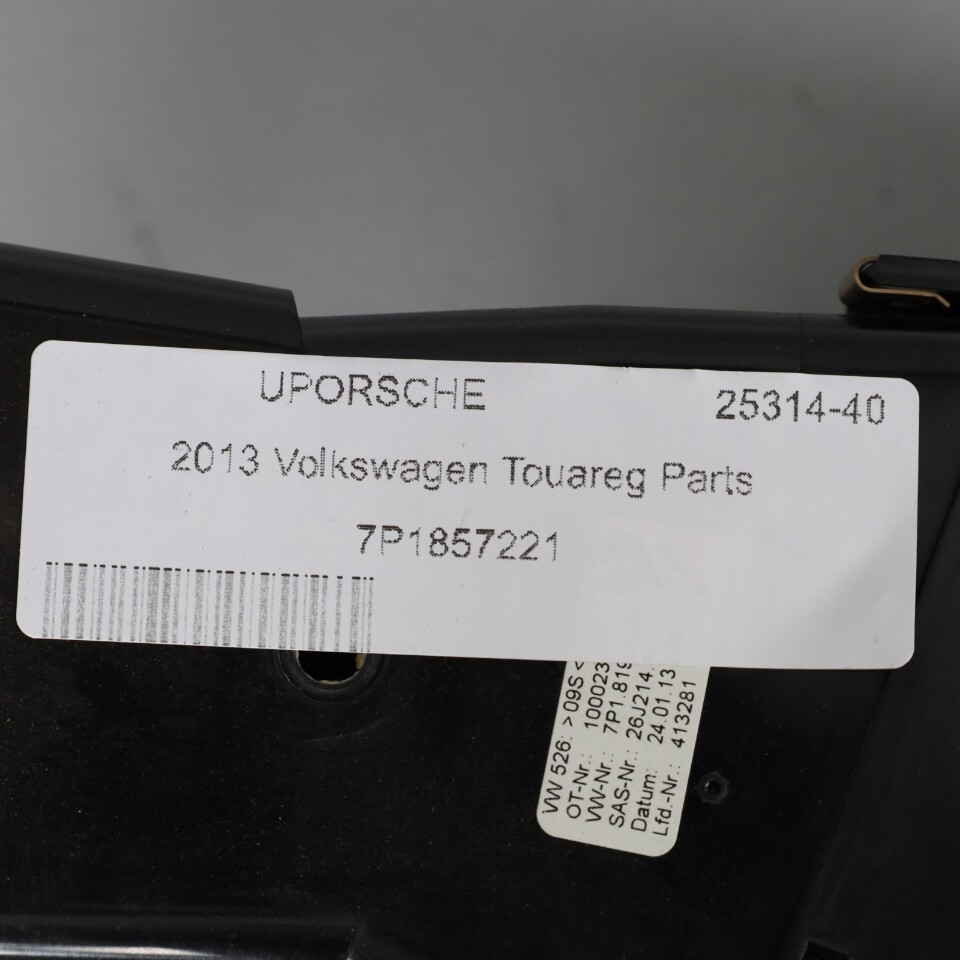 UPORSCHE 25314-40
2013 Volkswagen Touareg Parts
7P1857221
VW 526: >09S<
OT-Nr.: 100023
VW-Nr.: 7P1.819
SAS-Nr.: 26J214.
Datum: 24.01.13
Lfd.-Nr.: 413281